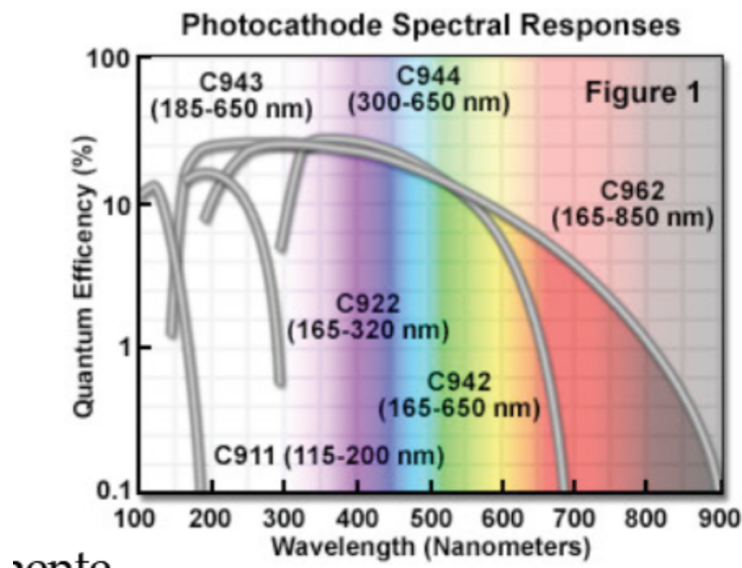 Photocathode Spectral Responses
100
C943
(185-650 nm)
C944
(300-650 nm)
Figure 1
Quantum Efficency (%)
10
C962
(165-850 nm)
C922
(165-320 nm)
1
C942
(165-650 nm)
C911 (115-200 nm)
0.1
100 200 300 400 500 600 700 800 900
Wavelength (Nanometers)